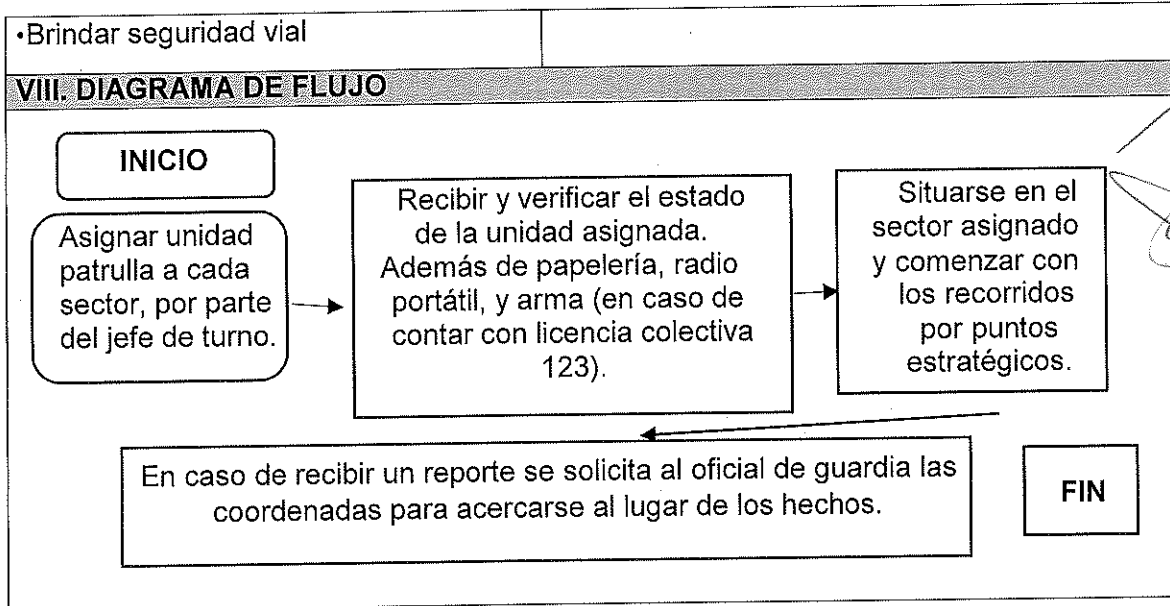 •Brindar seguridad vial
VIII. DIAGRAMA DE FLUJO
INICIO
Asignar unidad
patrulla a cada
sector, por parte
del jefe de turno.
Recibir y verificar el estado
de la unidad asignada.
Además de papelería, radio
portátil, y arma (en caso de
contar con licencia colectiva
123).
Situarse en el
sector asignado
y comenzar con
los recorridos
por puntos
estratégicos.
En caso de recibir un reporte se solicita al oficial de guardia las
coordenadas para acercarse al lugar de los hechos.
FIN